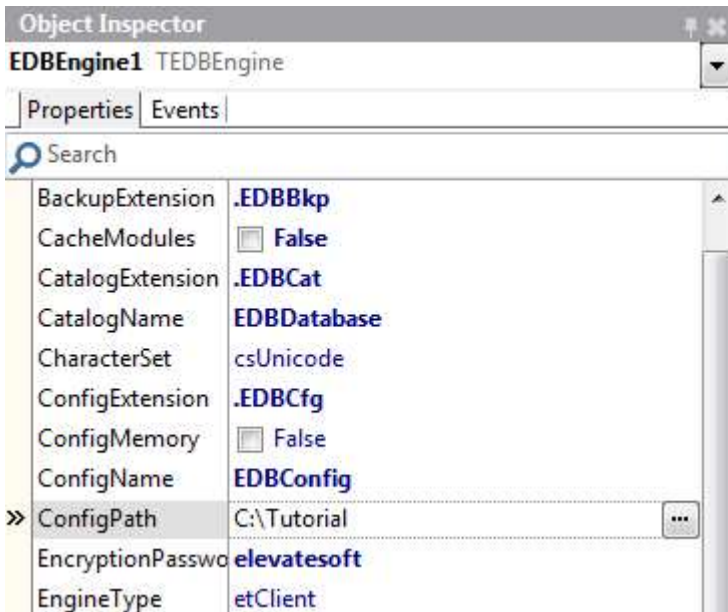 Object Inspector
EDBEngine1 TEDBEngine
Properties Events
Search
BackupExtension .EDBBkp
CacheModules False
CatalogExtension .EDBCat
CatalogName EDBDatabase
CharacterSet csUnicode
ConfigExtension .EDBCfg
ConfigMemory False
ConfigName EDBConfig
» ConfigPath C:\Tutorial ...
EncryptionPasswo elevatesoft
EngineType etClient